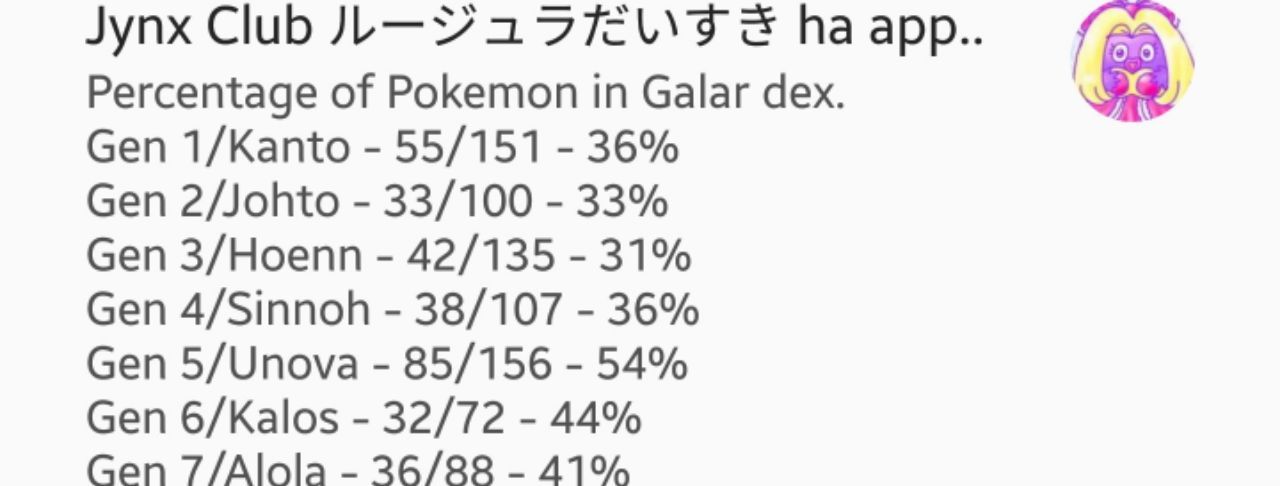 Jynx Club ルージュラだいすき ha app..
Percentage of Pokemon in Galar dex.
Gen 1/Kanto - 55/151 - 36%
Gen 2/Johto - 33/100 - 33%
Gen 3/Hoenn - 42/135 - 31%
Gen 4/Sinnoh - 38/107 - 36%
Gen 5/Unova - 85/156 - 54%
Gen 6/Kalos - 32/72 - 44%
Gen 7/Alola - 36/88 - 41%